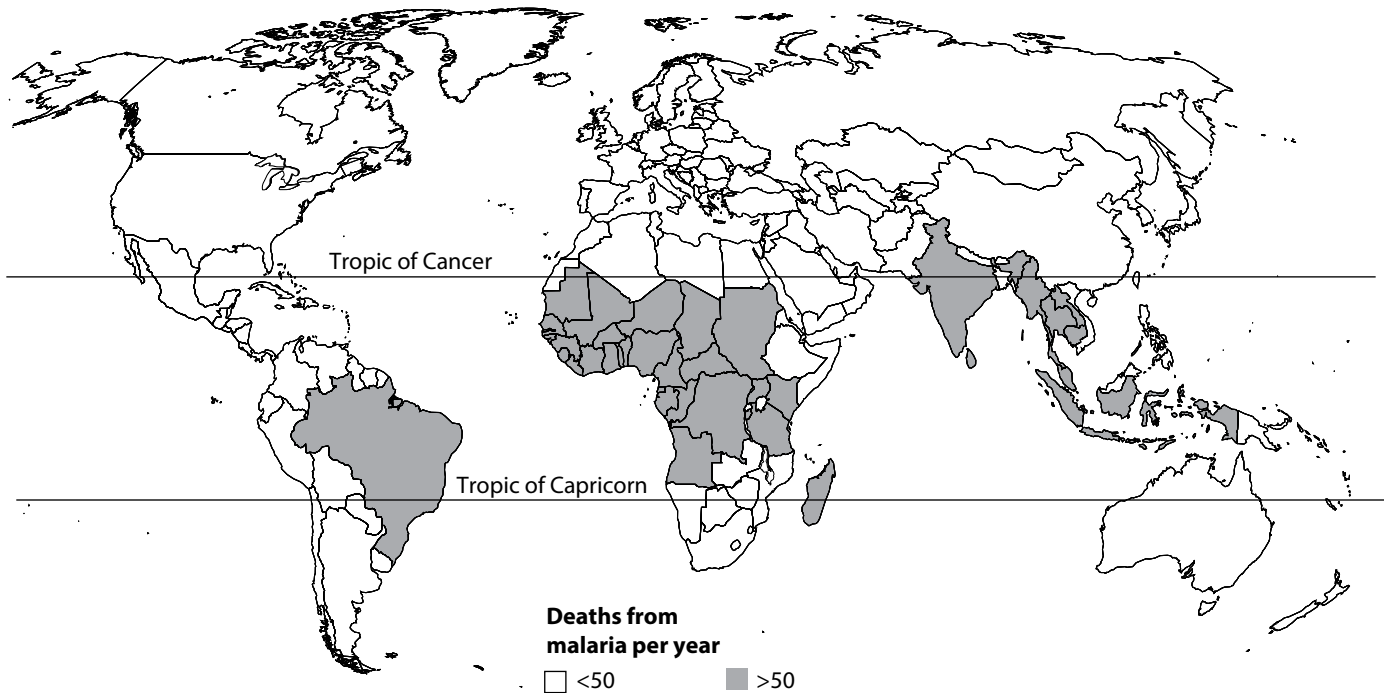 Tropic of Cancer
Tropic of Capricorn
Deaths from
malaria per year
<50
>50